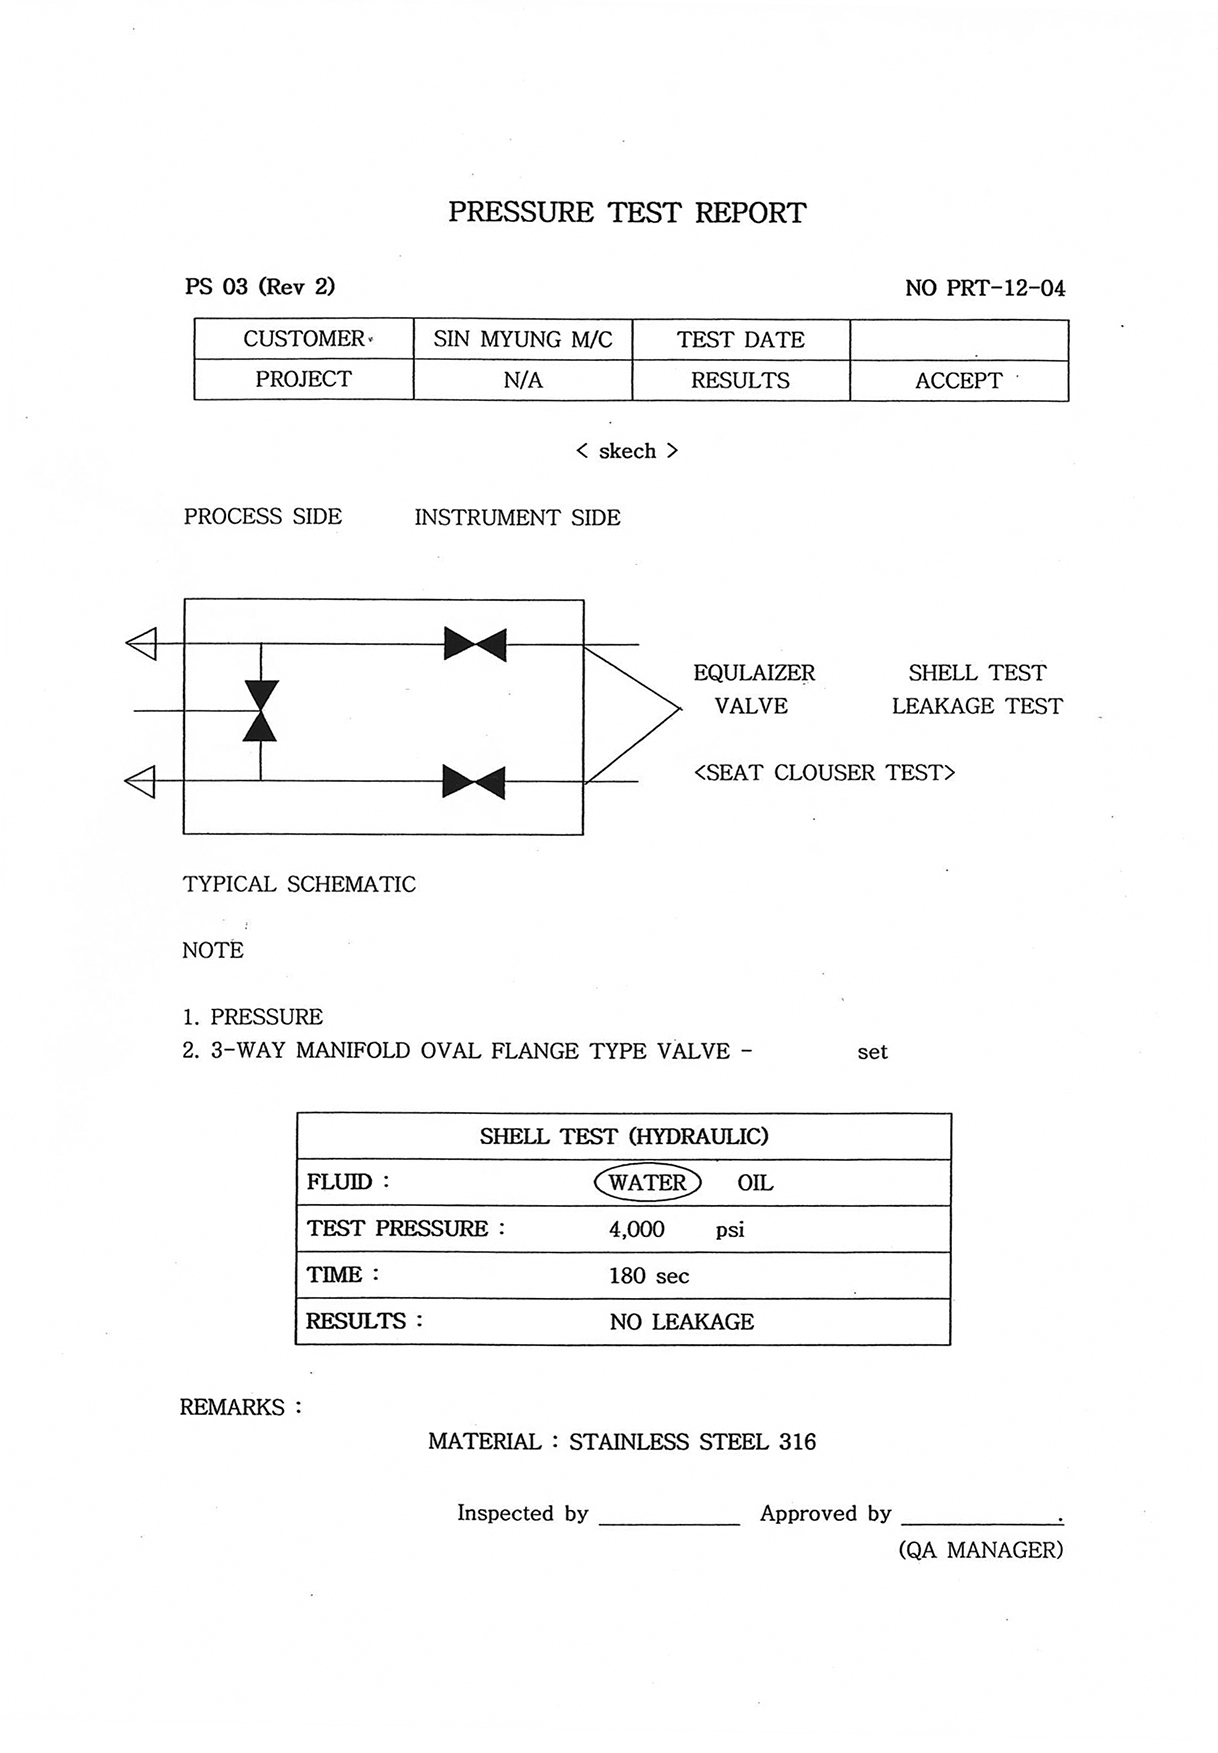 PRESSURE TEST REPORT
PS 03 (Rev 2) NO PRT-12-04
CUSTOMER SIN MYUNG M/C TEST DATE
PROJECT N/A RESULTS ACCEPT
< skech >
PROCESS SIDE INSTRUMENT SIDE
EQULAIZER SHELL TEST
VALVE LEAKAGE TEST
<SEAT CLOUSER TEST>
TYPICAL SCHEMATIC
NOTE
1. PRESSURE
2. 3-WAY MANIFOLD OVAL FLANGE TYPE VALVE - set
SHELL TEST (HYDRAULIC)
FLUID : WATER OIL
TEST PRESSURE : 4,000 psi
TIME : 180 sec
RESULTS : NO LEAKAGE
REMARKS :
MATERIAL : STAINLESS STEEL 316
Inspected by ____________ Approved by ____________.
(QA MANAGER)